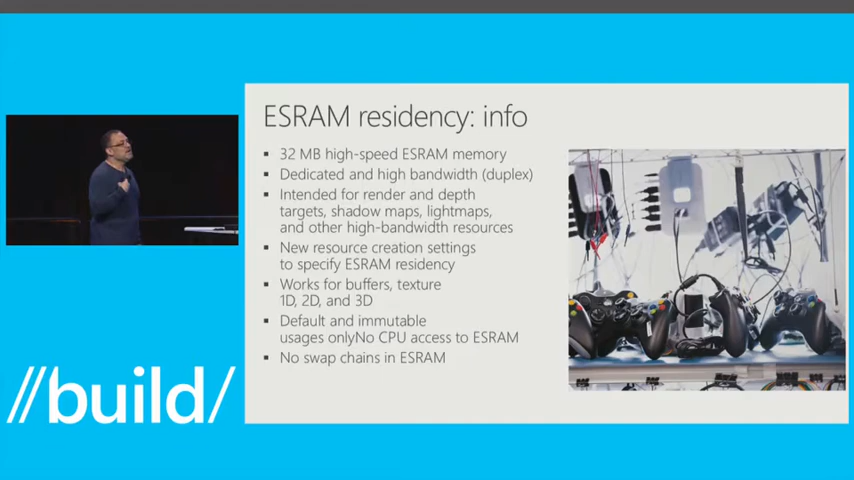 ESRAM residency: info
▪ 32 MB high-speed ESRAM memory
▪ Dedicated and high bandwidth (duplex)
▪ Intended for render and depth
targets, shadow maps, lightmaps,
and other high-bandwidth resources
▪ New resource creation settings
to specify ESRAM residency
▪ Works for buffers, texture
1D, 2D, and 3D
▪ Default and immutable
usages onlyNo CPU access to ESRAM
▪ No swap chains in ESRAM
//build/